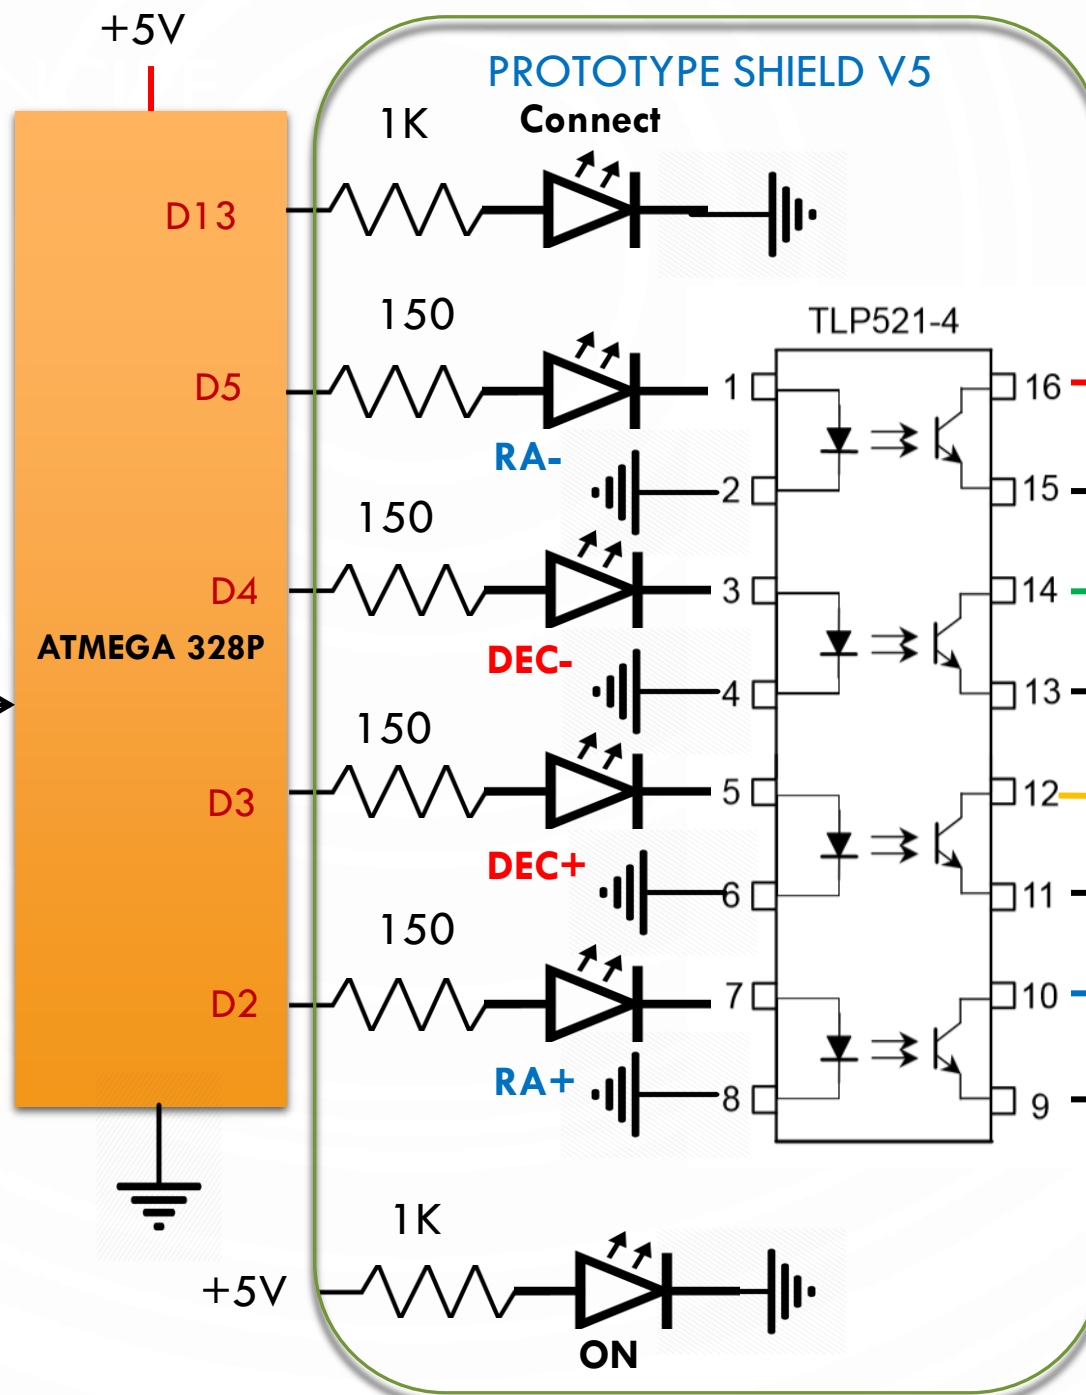 +5V
PROTOTYPE SHIELD V5
1K
Connect
D13
150
TLP521-4
D5
1
16
RA-
2
15
150
D4
3
14
ATMEGA 328P
DEC-
4
13
150
D3
5
12
DEC+
6
11
150
D2
7
10
RA+
8
9
1K
+5V
ON